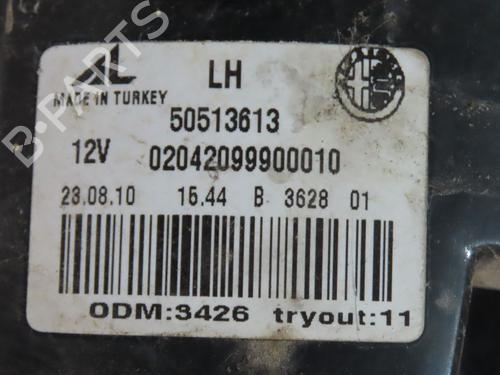 AL LH
MADE IN TURKEY
50513613
12V 02042099900010
23.08.10 15.44 B 3628 01
ODM:3426 tryout:11
B-PARTS